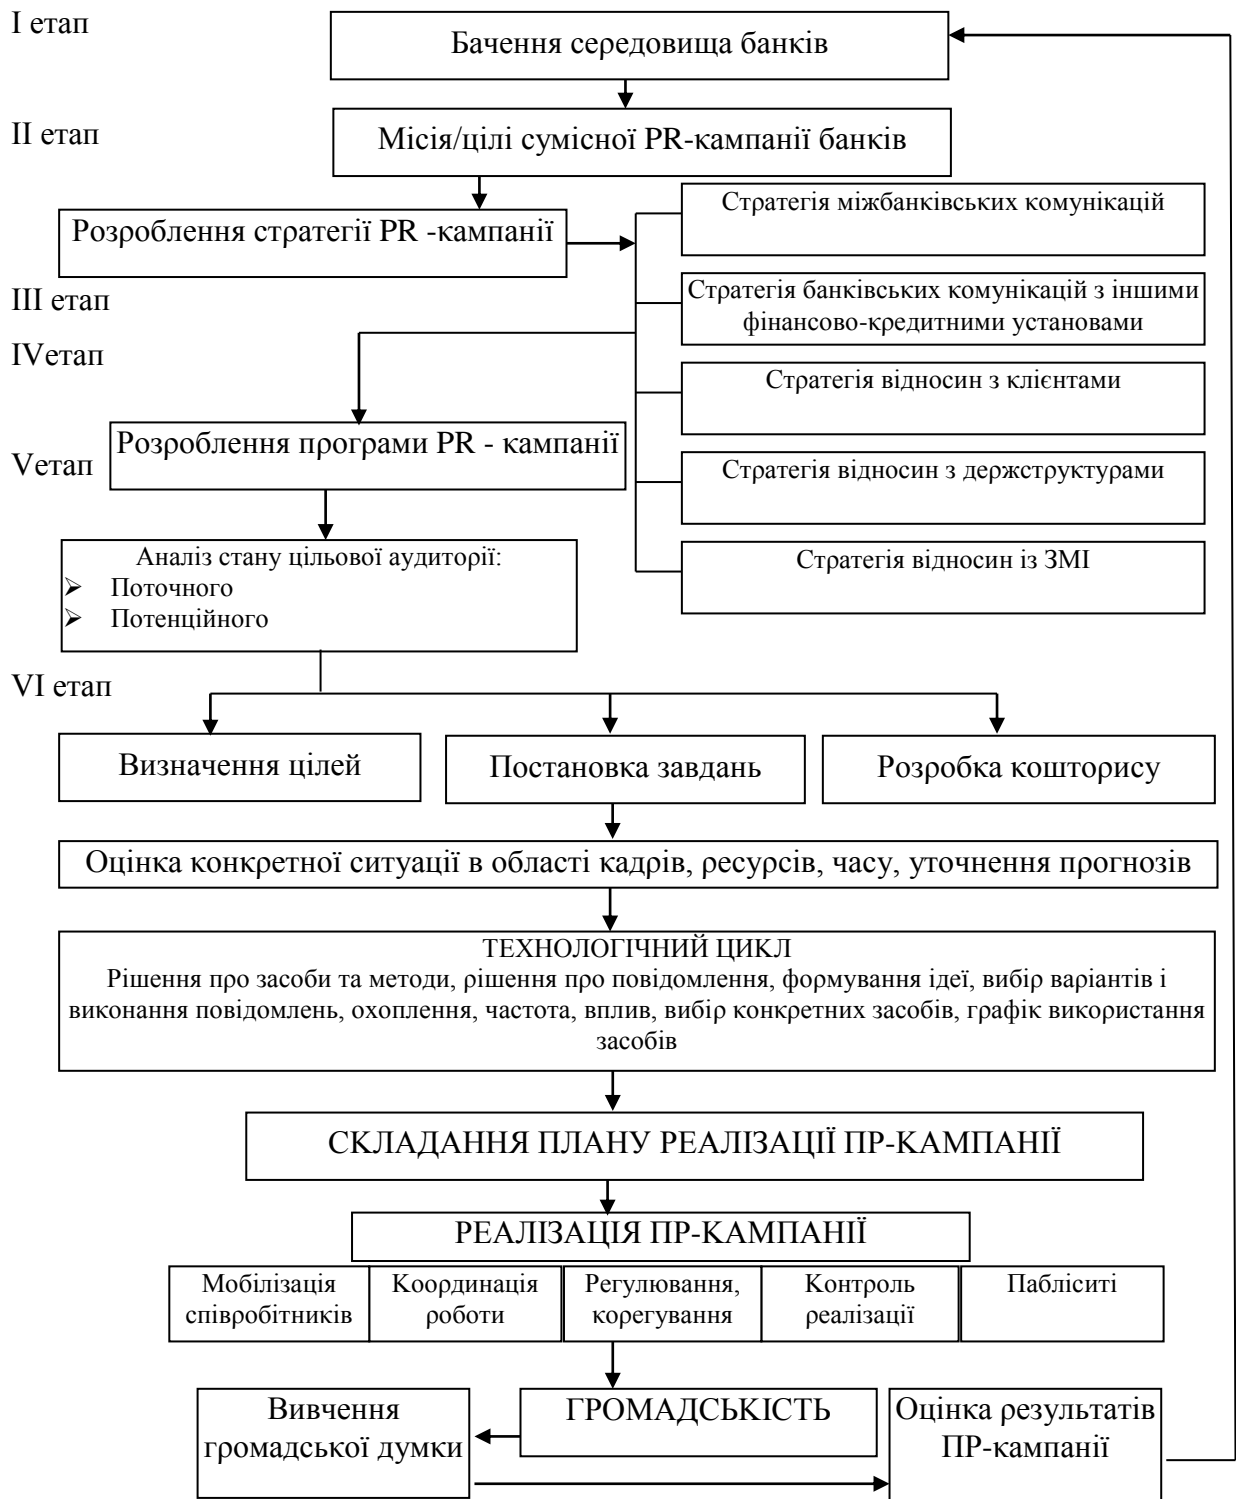 І етап
Бачення середовища банків
ІІ етап
Місія/цілі сумісної PR-кампанії банків
Розроблення стратегії PR -кампанії
Стратегія міжбанківських комунікацій
ІІІ етап
Стратегія банківських комунікацій з іншими
фінансово-кредитними установами
IVетап
Стратегія відносин з клієнтами
Розроблення програми PR - кампанії
Vетап
Стратегія відносин з держструктурами
Аналіз стану цільової аудиторії:
➢ Поточного
➢ Потенційного
Стратегія відносин із ЗМІ
VI етап
Визначення цілей
Постановка завдань
Розробка кошторису
Оцінка конкретної ситуації в області кадрів, ресурсів, часу, уточнення прогнозів
ТЕХНОЛОГІЧНИЙ ЦИКЛ
Рішення про засоби та методи, рішення про повідомлення, формування ідеї, вибір варіантів і
виконання повідомлень, охоплення, частота, вплив, вибір конкретних засобів, графік використання
засобів
СКЛАДАННЯ ПЛАНУ РЕАЛІЗАЦІЇ ПР-КАМПАНІЇ
РЕАЛІЗАЦІЯ ПР-КАМПАНІЇ
Мобілізація
співробітників
Координація
роботи
Регулювання,
корегування
Контроль
реалізації
Пабліситі
Вивчення
громадської думки
ГРОМАДСЬКІСТЬ
Оцінка результатів
ПР-кампанії